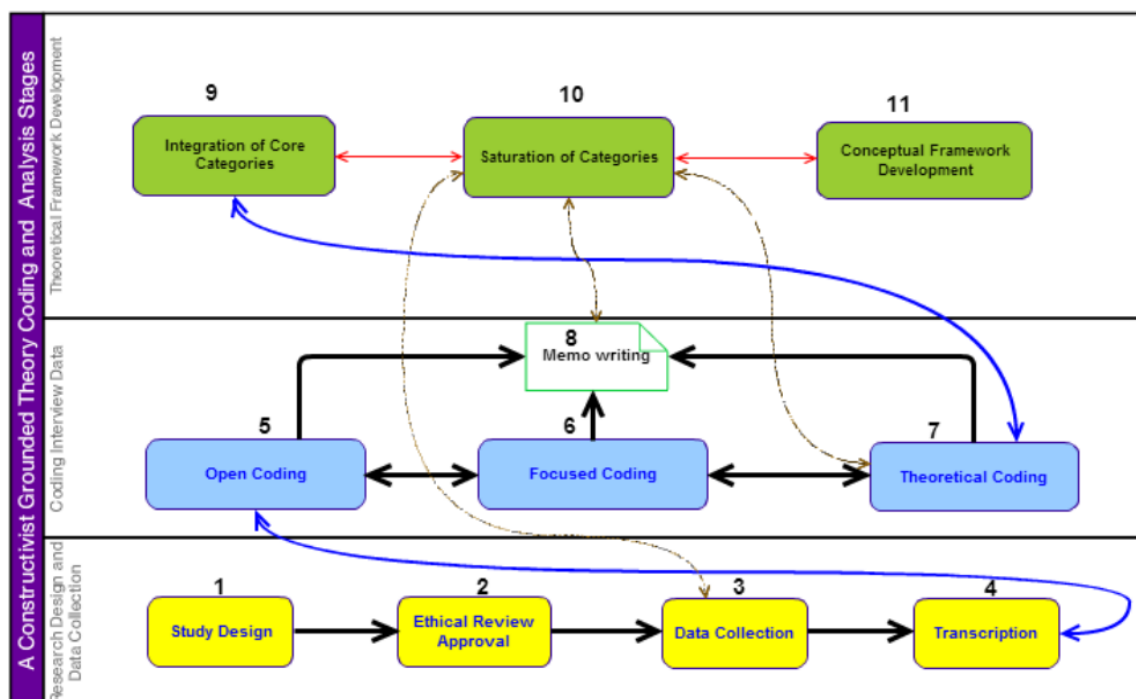 A Constructivist Grounded Theory Coding and Analysis Stages
Theoretical Framework Development
9
10
11
Integration of Core
Categories
Saturation of Categories
Conceptual Framework
Development
Coding Interview Data
8
Memo writing
5
6
7
Open Coding
Focused Coding
Theoretical Coding
Research Design and
Data Collection
1
2
3
4
Study Design
Ethical Review
Approval
Data Collection
Transcription